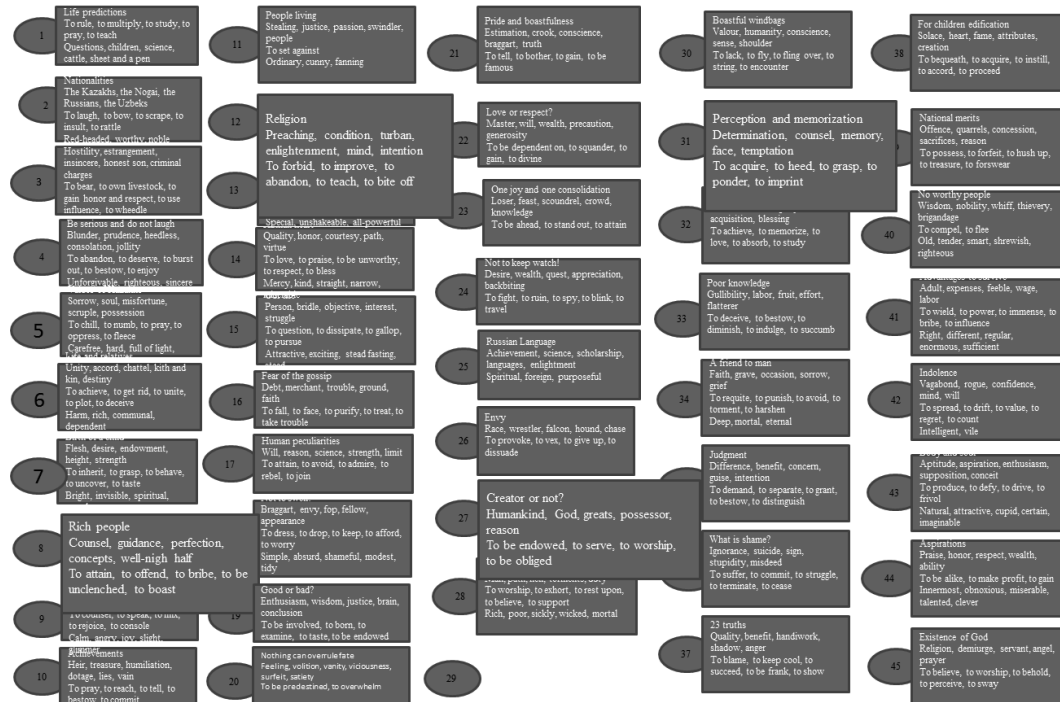 1
Life predictions
To rule, to multiply, to study, to
pray, to teach
Questions, children, science,
cattle, sheet and a pen
2
Nationalities
The Kazakhs, the Nogai, the
Russians, the Uzbeks
To laugh, to bow, to scrape, to
insult, to rattle
Red-headed, worthy, noble
3
Hostility, estrangement,
insincere, honest son, criminal
charges
To bear, to own livestock, to
gain honor and respect, to use
influence, to wheedle
4
Be serious and do not laugh
Blunder, prudence, heedless,
consolation, jollity
To abandon, to deserve, to burst
out, to bestow, to enjoy
Unforgivable, righteous, sincere
5
Sorrow, soul, misfortune,
scruple, possession
To chill, to numb, to pray, to
oppress, to fleece
Carefree, hard, full of light,
6
Life and relatives
Unity, accord, chattel, kith and
kin, destiny
To achieve, to get rid, to unite,
to plot, to deceive
Harm, rich, communal,
dependent
7
Flesh, desire, endowment,
height, strength
To inherit, to grasp, to behave,
to uncover, to taste
Bright, invisible, spiritual,
8
Rich people
Counsel, guidance, perfection,
concepts, well-nigh half
To attain, to offend, to bribe, to be
unclenched, to boast
9
To counsel, to speak, to mix,
to rejoice, to console
Calm, angry, joy, slight,
glimmer
10
Achievements
Heir, treasure, humiliation,
dotage, lies, vain
To pray, to reach, to tell, to
bestow, to commit
11
People living
Stealing, justice, passion, swindler,
people
To set against
Ordinary, cunny, fanning
12
Religion
Preaching, condition, turban,
enlightenment, mind, intention
To forbid, to improve, to
abandon, to teach, to bite off
13
Special, unshakeable, all-powerful
14
Quality, honor, courtesy, path,
virtue
To love, to praise, to be unworthy,
to respect, to bless
Mercy, kind, straight, narrow,
15
Person, bridle, objective, interest,
struggle
To question, to dissipate, to gallop,
to pursue
Attractive, exciting, stead fasting,
16
Fear of the gossip
Debt, merchant, trouble, ground,
faith
To fall, to face, to purify, to treat, to
take trouble
17
Human peculiarities
Will, reason, science, strength, limit
To attain, to avoid, to admire, to
rebel, to join
Braggart, envy, fop, fellow,
appearance
To dress, to drop, to keep, to afford,
to worry
Simple, absurd, shameful, modest,
tidy
19
Good or bad?
Enthusiasm, wisdom, justice, brain,
conclusion
To be involved, to born, to
examine, to taste, to be endowed
20
Nothing can overrule fate
Feeling, volition, vanity, viciousness,
surfeit, satiety
To be predestined, to overwhelm
21
Pride and boastfulness
Estimation, crook, conscience,
braggart, truth
To tell, to bother, to gain, to be
famous
22
Love or respect?
Master, will, wealth, precaution,
generosity
To be dependent on, to squander, to
gain, to divine
23
One joy and one consolation
Loser, feast, scoundrel, crowd,
knowledge
To be ahead, to stand out, to attain
24
Not to keep watch!
Desire, wealth, quest, appreciation,
backbiting
To fight, to ruin, to spy, to blink, to
travel
25
Russian Language
Achievement, science, scholarship,
languages, enlightment
Spiritual, foreign, purposeful
26
Envy
Race, wrestler, falcon, hound, chase
To provoke, to vex, to give up, to
dissuade
27
Creator or not?
Humankind, God, greats, possessor,
reason
To be endowed, to serve, to worship,
to be obliged
28
To worship, to exhort, to rest upon,
to believe, to support
Rich, poor, sickly, wicked, mortal
29
30
Boastful windbags
Valour, humanity, conscience,
sense, shoulder
To lack, to fly, to fling over, to
string, to encounter
31
Perception and memorization
Determination, counsel, memory,
face, temptation
To acquire, to heed, to grasp, to
ponder, to imprint
32
acquisition, blessing
To achieve, to memorize, to
love, to absorb, to study
33
Poor knowledge
Gullibility, labor, fruit, effort,
flatterer
To deceive, to bestow, to
diminish, to indulge, to succumb
34
A friend to man
Faith, grave, occasion, sorrow,
grief
To requite, to punish, to avoid, to
torment, to harshen
Deep, mortal, eternal
Judgment
Difference, benefit, concern,
guise, intention
To demand, to separate, to grant,
to bestow, to distinguish
What is shame?
Ignorance, suicide, sign,
stupidity, misdeed
To suffer, to commit, to struggle,
to terminate, to cease
37
23 truths
Quality, benefit, handiwork,
shadow, anger
To blame, to keep cool, to
succeed, to be frank, to show
38
For children edification
Solace, heart, fame, attributes,
creation
To bequeath, to acquire, to instill,
to accord, to proceed
National merits
Offence, quarrels, concession,
sacrifices, reason
To possess, to forfeit, to hush up,
to treasure, to forswear
40
No worthy people
Wisdom, nobility, whiff, thievery,
brigandage
To compel, to flee
Old, tender, smart, shrewish,
righteous
41
Adult, expenses, feeble, wage,
labor
To wield, to power, to immense, to
bribe, to influence
Right, different, regular,
enormous, sufficient
42
Indolence
Vagabond, rogue, confidence,
mind, will
To spread, to drift, to value, to
regret, to count
Intelligent, vile
43
Body and soul
Aptitude, aspiration, enthusiasm,
supposition, conceit
To produce, to defy, to drive, to
frivol
Natural, attractive, cupid, certain,
imaginable
44
Aspirations
Praise, honor, respect, wealth,
ability
To be alike, to make profit, to gain
Innermost, obnoxious, miserable,
talented, clever
45
Existence of God
Religion, demiurge, servant, angel,
prayer
To believe, to worship, to behold,
to perceive, to sway